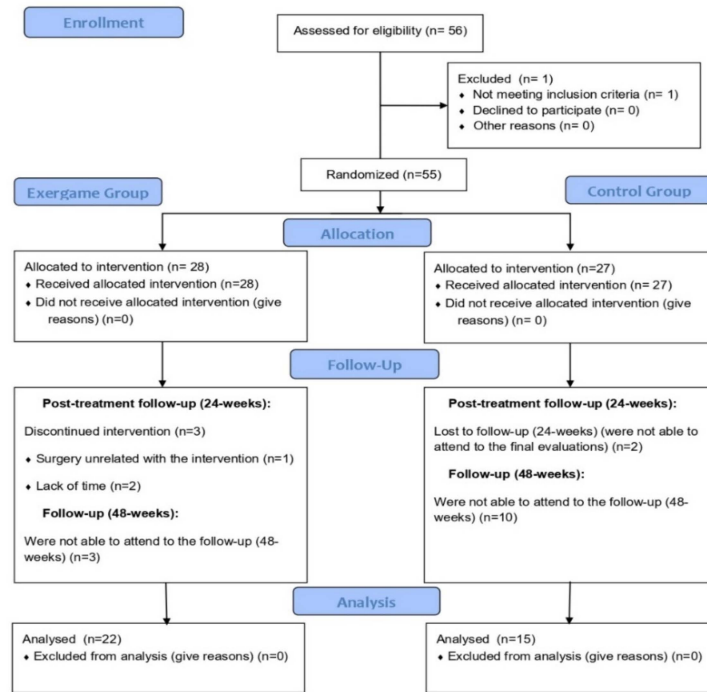 Enrollment
Assessed for eligibility (n= 56)
Excluded (n= 1)
♦ Not meeting inclusion criteria (n= 1)
♦ Declined to participate (n= 0)
♦ Other reasons (n= 0)
Randomized (n=55)
Exergame Group
Control Group
Allocation
Allocated to intervention (n= 28)
♦ Received allocated intervention (n=28)
♦ Did not receive allocated intervention (give
reasons) (n=0)
Allocated to intervention (n=27)
♦ Received allocated intervention (n= 27)
♦ Did not receive allocated intervention (give
reasons) (n= 0)
Follow-Up
Post-treatment follow-up (24-weeks):
Discontinued intervention (n=3)
♦ Surgery unrelated with the intervention (n=1)
♦ Lack of time (n=2)
Follow-up (48-weeks):
Were not able to attend to the follow-up (48-
weeks) (n=3)
Post-treatment follow-up (24-weeks):
Lost to follow-up (24-weeks) (were not able to
attend to the final evaluations) (n=2)
Follow-up (48-weeks):
Were not able to attend to the follow-up (48-
weeks) (n=10)
Analysis
Analysed (n=22)
♦ Excluded from analysis (give reasons) (n=0)
Analysed (n=15)
♦ Excluded from analysis (give reasons) (n=0)